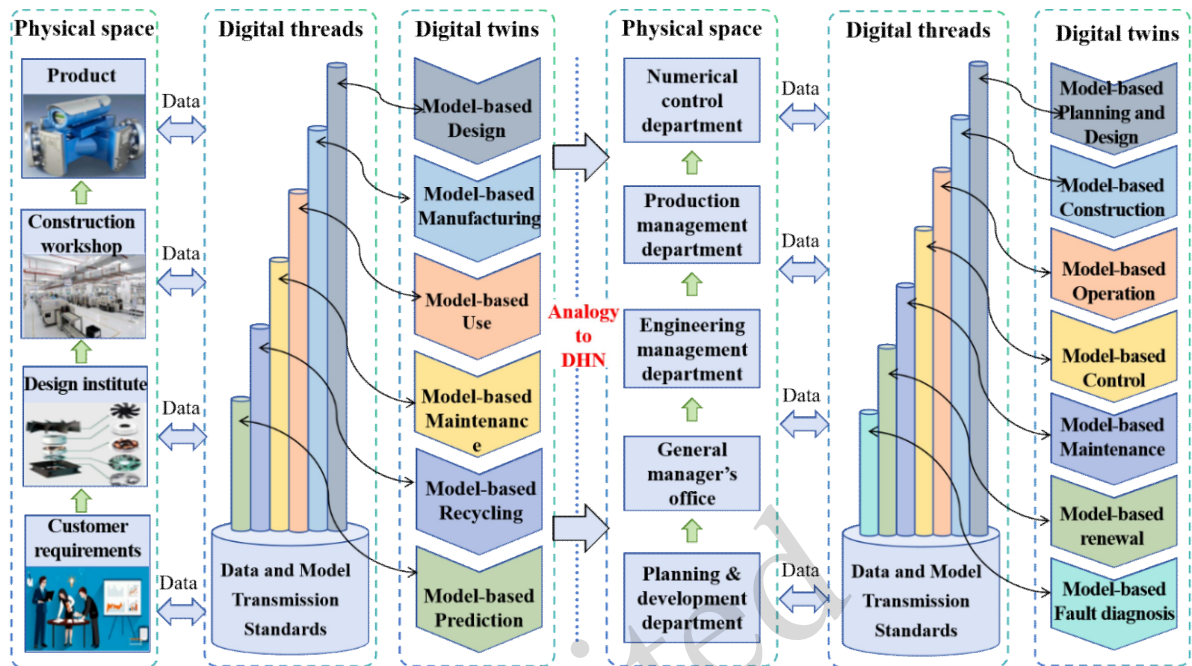 Physical space
Product
Construction
workshop
Design institute
Customer
requirements
Data
Data
Data
Data
Digital threads
Data and Model
Transmission
Standards
Digital twins
Model-based
Design
Model-based
Manufacturing
Model-based
Use
Model-based
Maintenanc
e
Model-based
Recycling
Model-based
Prediction
Analogy
to
DHN
Physical space
Numerical
control
department
Production
management
department
Engineering
management
department
General
manager's
office
Planning &
development
department
Data
Data
Data
Data
Digital threads
Data and Model
Transmission
Standards
Digital twins
Model-based
Planning and
Design
Model-based
Construction
Model-based
Operation
Model-based
Control
Model-based
Maintenance
Model-based
renewal
Model-based
Fault diagnosis